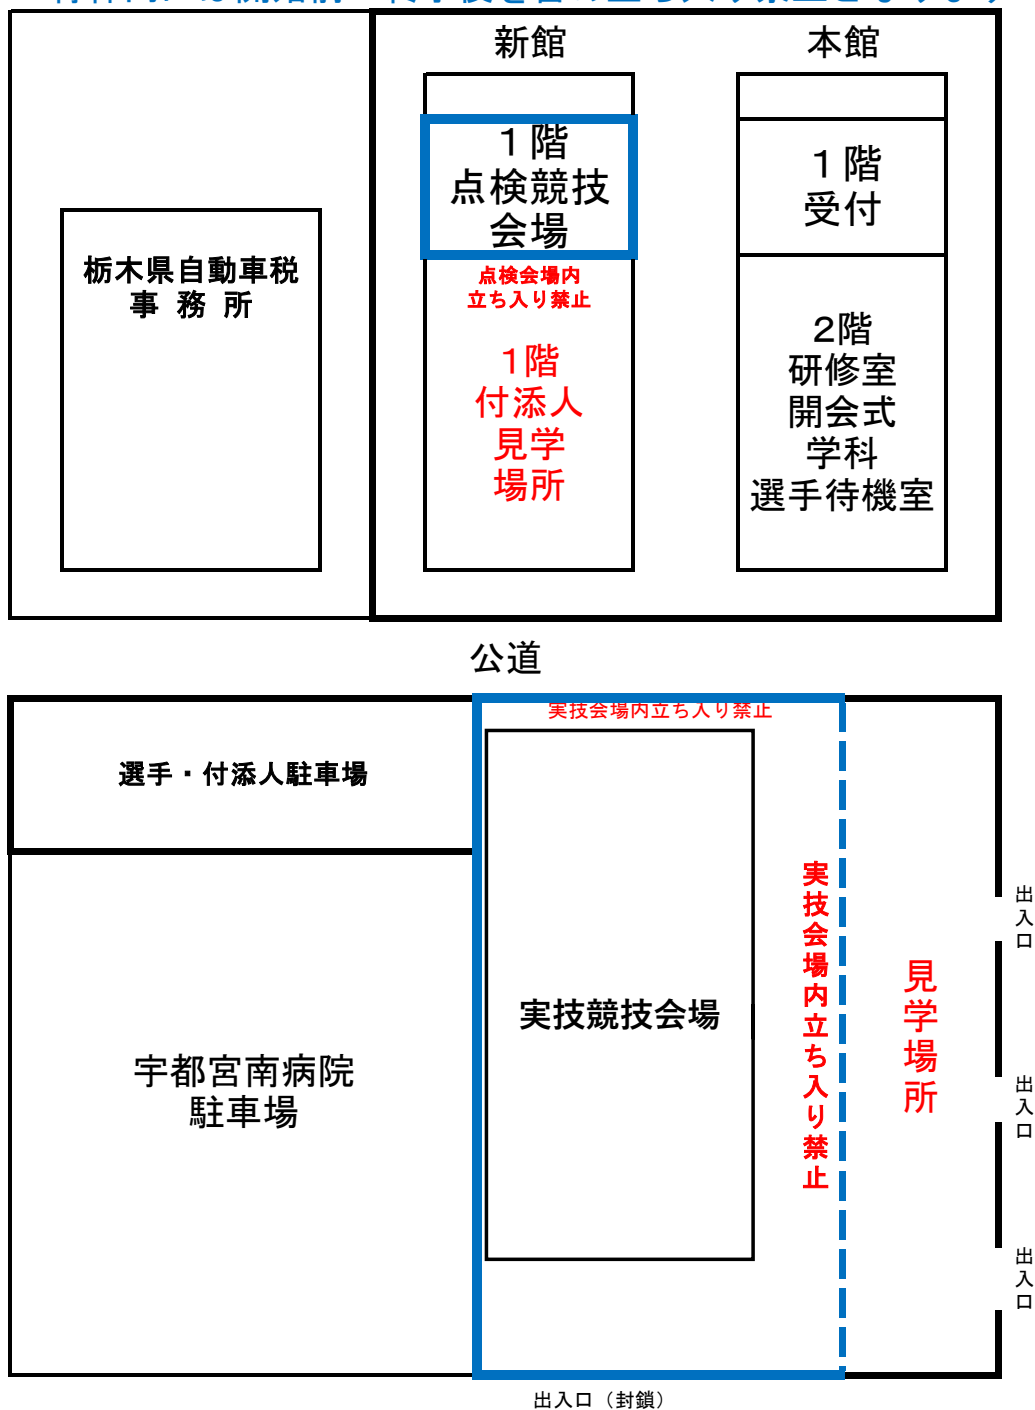 新館
本館
１階
点検競技
会場
１階
受付
栃木県自動車税
事 務 所
点検会場内
立ち入り禁止
１階
付添人
見学
場所
２階
研修室
開会式
学科
選手待機室
公道
実技会場内立ち入り禁止
選手・付添人駐車場
実技会場内立ち入り禁止
出入口
見学場所
実技競技会場
宇都宮南病院
駐車場
出入口
出入口
出入口（封鎖）